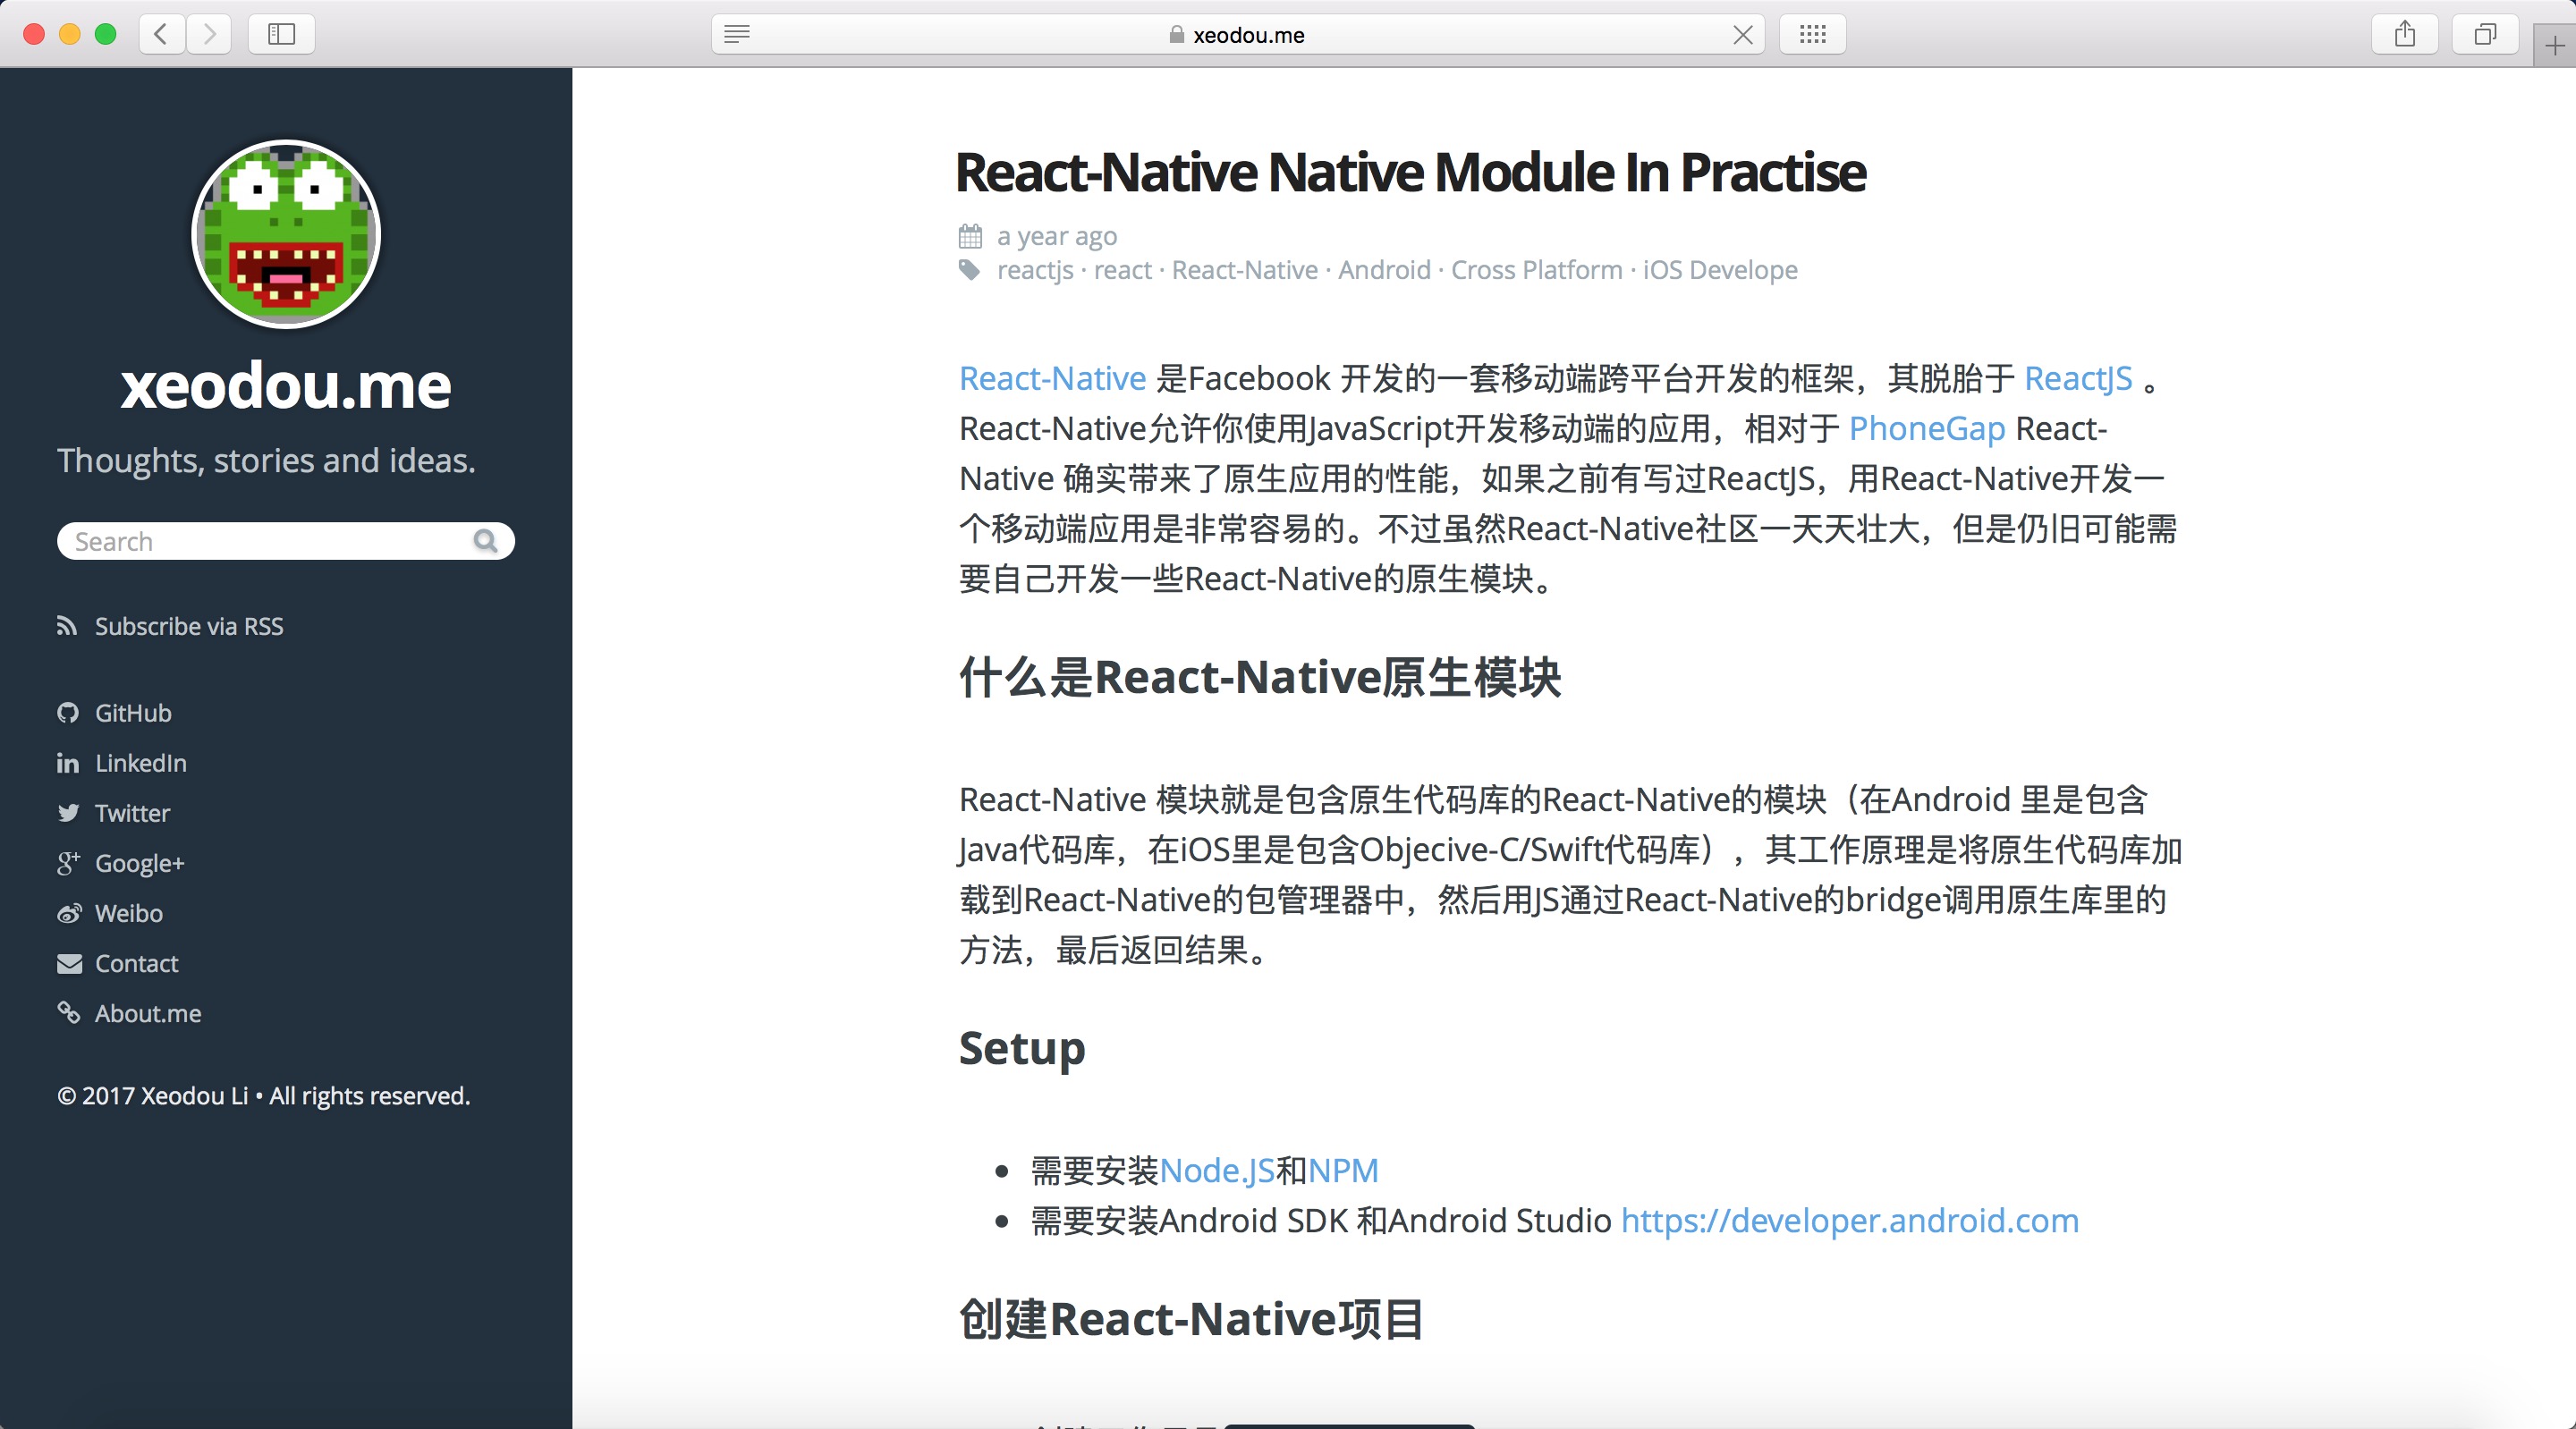 xeodou.me
xeodou.me
Thoughts, stories and ideas.
Search
Subscribe via RSS
GitHub
LinkedIn
Twitter
Google+
Weibo
Contact
About.me
© 2017 Xeodou Li • All rights reserved.
React-Native Native Module In Practise
a year ago
reactjs · react · React-Native · Android · Cross Platform · iOS Develope
React-Native 是Facebook 开发的一套移动端跨平台开发的框架，其脱胎于 ReactJS 。
React-Native允许你使用JavaScript开发移动端的应用，相对于 PhoneGap React-
Native 确实带来了原生应用的性能，如果之前有写过ReactJS，用React-Native开发一
个移动端应用是非常容易的。不过虽然React-Native社区一天天壮大，但是仍旧可能需
要自己开发一些React-Native的原生模块。
什么是React-Native原生模块
React-Native 模块就是包含原生代码库的React-Native的模块（在Android 里是包含
Java代码库，在iOS里是包含Objecive-C/Swift代码库），其工作原理是将原生代码库加
载到React-Native的包管理器中，然后用JS通过React-Native的bridge调用原生库里的
方法，最后返回结果。
Setup
• 需要安装Node.JS和NPM
• 需要安装Android SDK 和Android Studio https://developer.android.com
创建React-Native项目